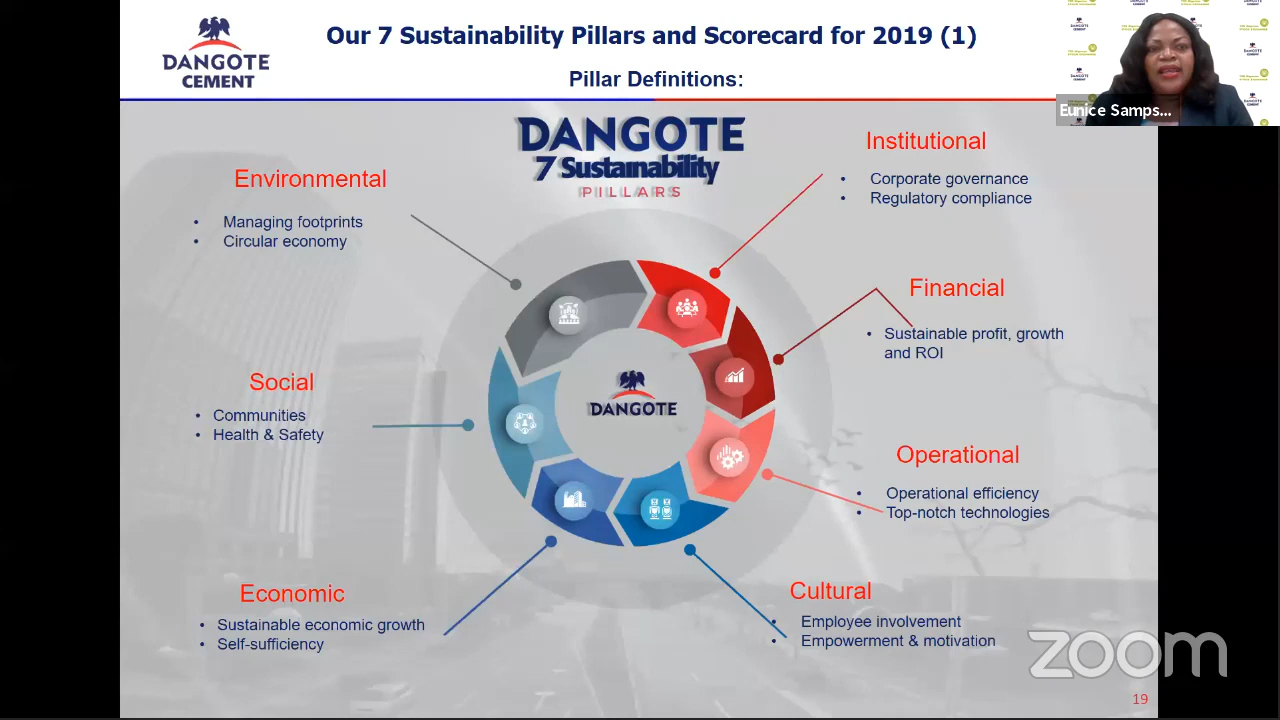 DANGOTE
CEMENT
Our 7 Sustainability Pillars and Scorecard for 2019 (1)
Pillar Definitions:
Eunice Samps...
DANGOTE
7 Sustainability
PILLARS
Institutional
• Corporate governance
• Regulatory compliance
Environmental
• Managing footprints
• Circular economy
Financial
• Sustainable profit, growth
and ROI
Social
• Communities
• Health & Safety
DANGOTE
Operational
• Operational efficiency
• Top-notch technologies
Economic
• Sustainable economic growth
• Self-sufficiency
Cultural
• Employee involvement
• Empowerment & motivation
zoom
19